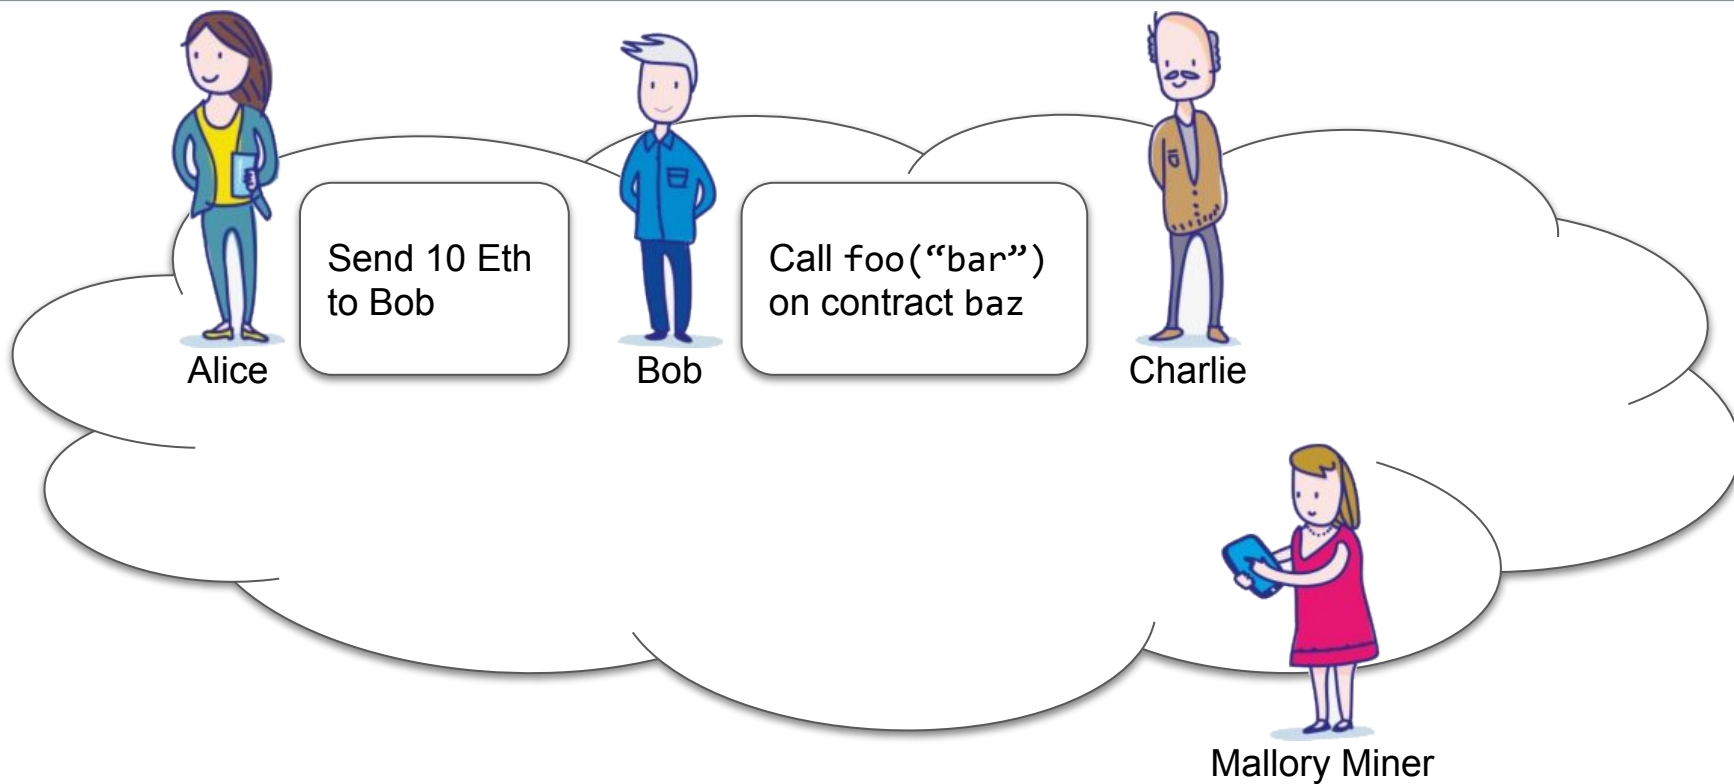 Send 10 Eth
to Bob
Call foo(“bar”)
on contract baz
Alice
Bob
Charlie
Mallory Miner